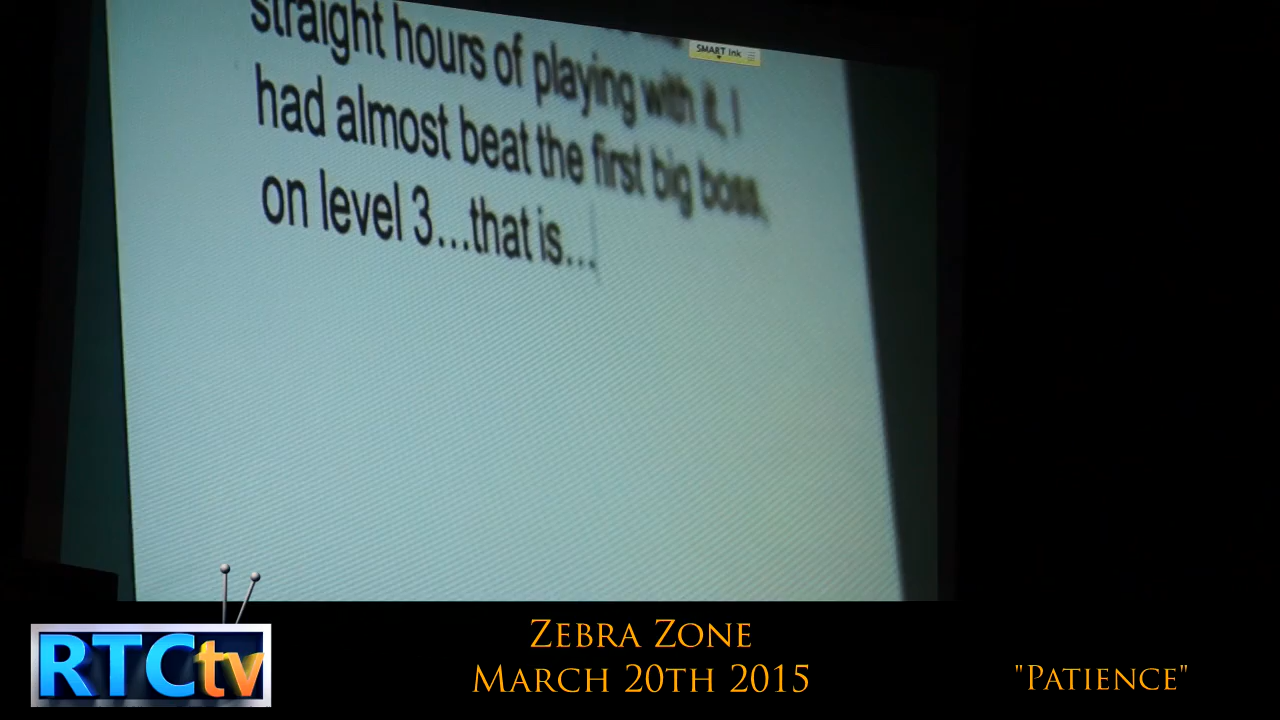 straight hours of playing with it, I
had almost beat the first big boss,
on level 3...that is...
SMART Ink
RTCtv
ZEBRA ZONE
MARCH 20TH 2015
"PATIENCE"